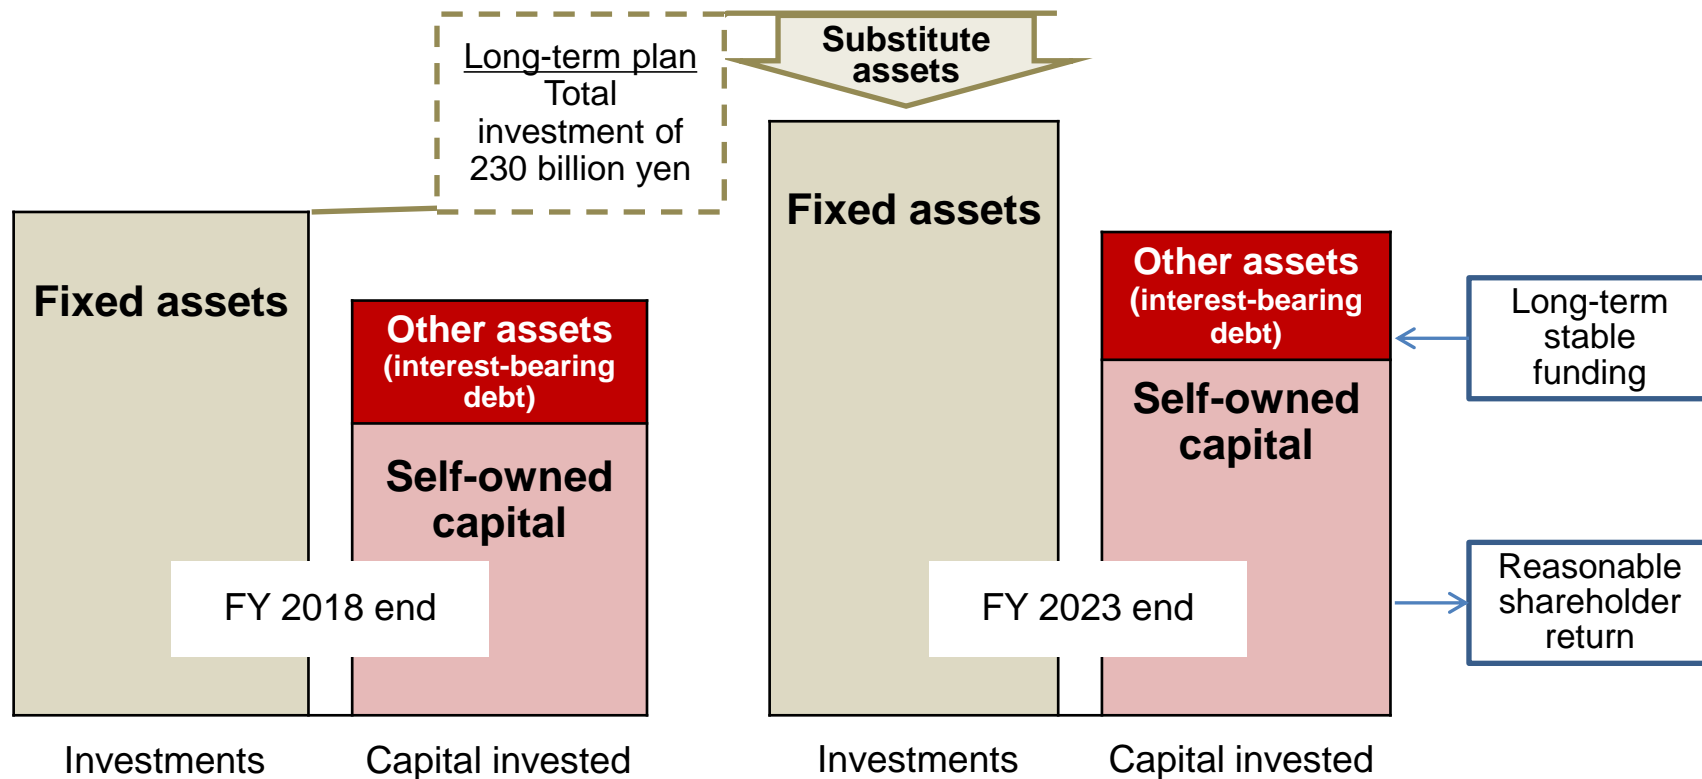 Long-term plan
Total
investment of
230 billion yen
Substitute
assets
Fixed assets
Other assets
(interest-bearing
debt)
Self-owned
capital
FY 2018 end
Investments
Capital invested
Fixed assets
Other assets
(interest-bearing
debt)
Self-owned
capital
FY 2023 end
Investments
Capital invested
Long-term
stable
funding
Reasonable
shareholder
return